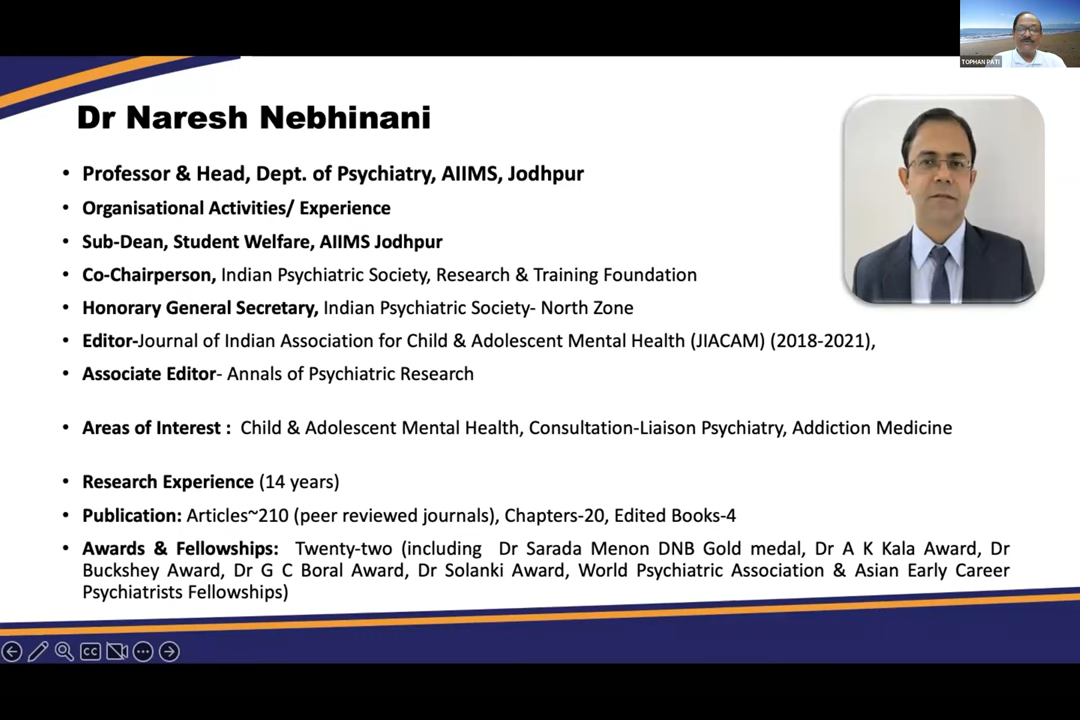 TOPHAN PATI
Dr Naresh Nebhinani
• Professor & Head, Dept. of Psychiatry, AIIMS, Jodhpur
• Organisational Activities/ Experience
• Sub-Dean, Student Welfare, AIIMS Jodhpur
• Co-Chairperson, Indian Psychiatric Society, Research & Training Foundation
• Honorary General Secretary, Indian Psychiatric Society- North Zone
• Editor-Journal of Indian Association for Child & Adolescent Mental Health (JIACAM) (2018-2021),
• Associate Editor- Annals of Psychiatric Research
• Areas of Interest : Child & Adolescent Mental Health, Consultation-Liaison Psychiatry, Addiction Medicine
• Research Experience (14 years)
• Publication: Articles~210 (peer reviewed journals), Chapters-20, Edited Books-4
• Awards & Fellowships: Twenty-two (including Dr Sarada Menon DNB Gold medal, Dr A K Kala Award, Dr
Buckshey Award, Dr G C Boral Award, Dr Solanki Award, World Psychiatric Association & Asian Early Career
Psychiatrists Fellowships)
CC